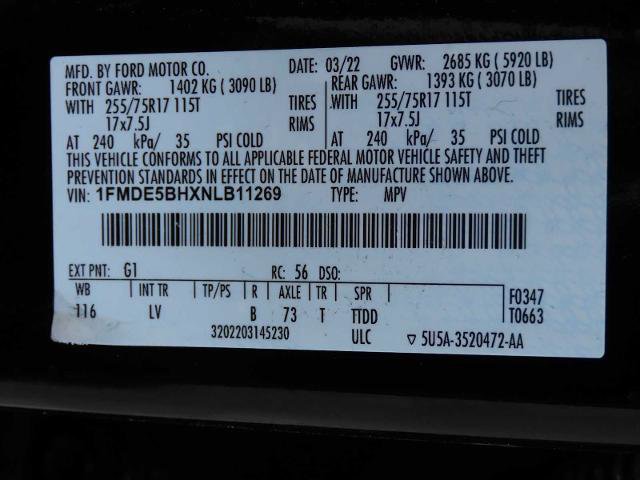 MFD. BY FORD MOTOR CO. DATE: 03/22 GVWR: 2685 KG ( 5920 LB)
FRONT GAWR: 1402 KG ( 3090 LB) REAR GAWR: 1393 KG ( 3070 LB)
WITH 255/75R17 115T TIRES WITH 255/75R17 115T TIRES
17x7.5J RIMS 17x7.5J RIMS
AT 240 kPa/ 35 PSI COLD AT 240 kPa/ 35 PSI COLD
THIS VEHICLE CONFORMS TO ALL APPLICABLE FEDERAL MOTOR VEHICLE SAFETY AND THEFT
PREVENTION STANDARDS IN EFFECT ON THE DATE OF MANUFACTURE SHOWN ABOVE.
VIN: 1FMDE5BHXNLB11269 TYPE: MPV
EXT PNT: G1 RC: 56 DSO:
WB INT TR TP/PS R AXLE TR SPR F0347
116 LV B 73 T TTDD T0663
3202203145230 ULC ▽ 5U5A-3520472-AA